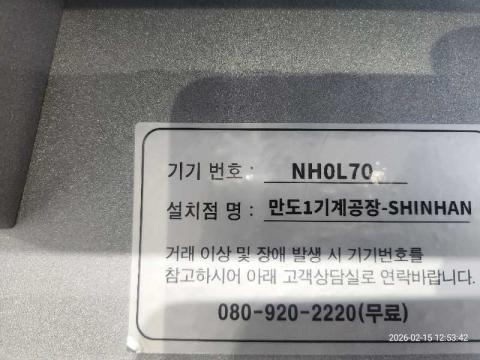 기기 번호 : NH0L70
설치점 명 : 만도1기계공장-SHINHAN
거래 이상 및 장애 발생 시 기기번호를
참고하시어 아래 고객상담실로 연락바랍니다.
080-920-2220(무료)
2026-02-15 12:53:42